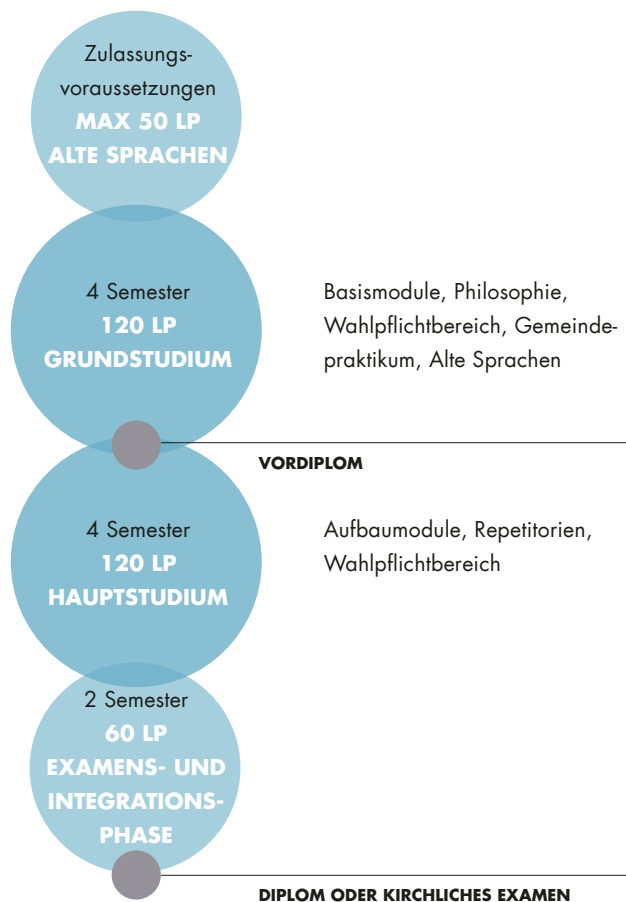 Zulassungs-
voraussetzungen
MAX 50 LP
ALTE SPRACHEN
4 Semester
120 LP
GRUNDSTUDIUM
Basismodule, Philosophie,
Wahlpflichtbereich, Gemeinde-
praktikum, Alte Sprachen
VORDIPLOM
4 Semester
120 LP
HAUPTSTUDIUM
Aufbaumodule, Repetitorien,
Wahlpflichtbereich
2 Semester
60 LP
EXAMENS- UND
INTEGRATIONS-
PHASE
DIPLOM ODER KIRCHLICHES EXAMEN